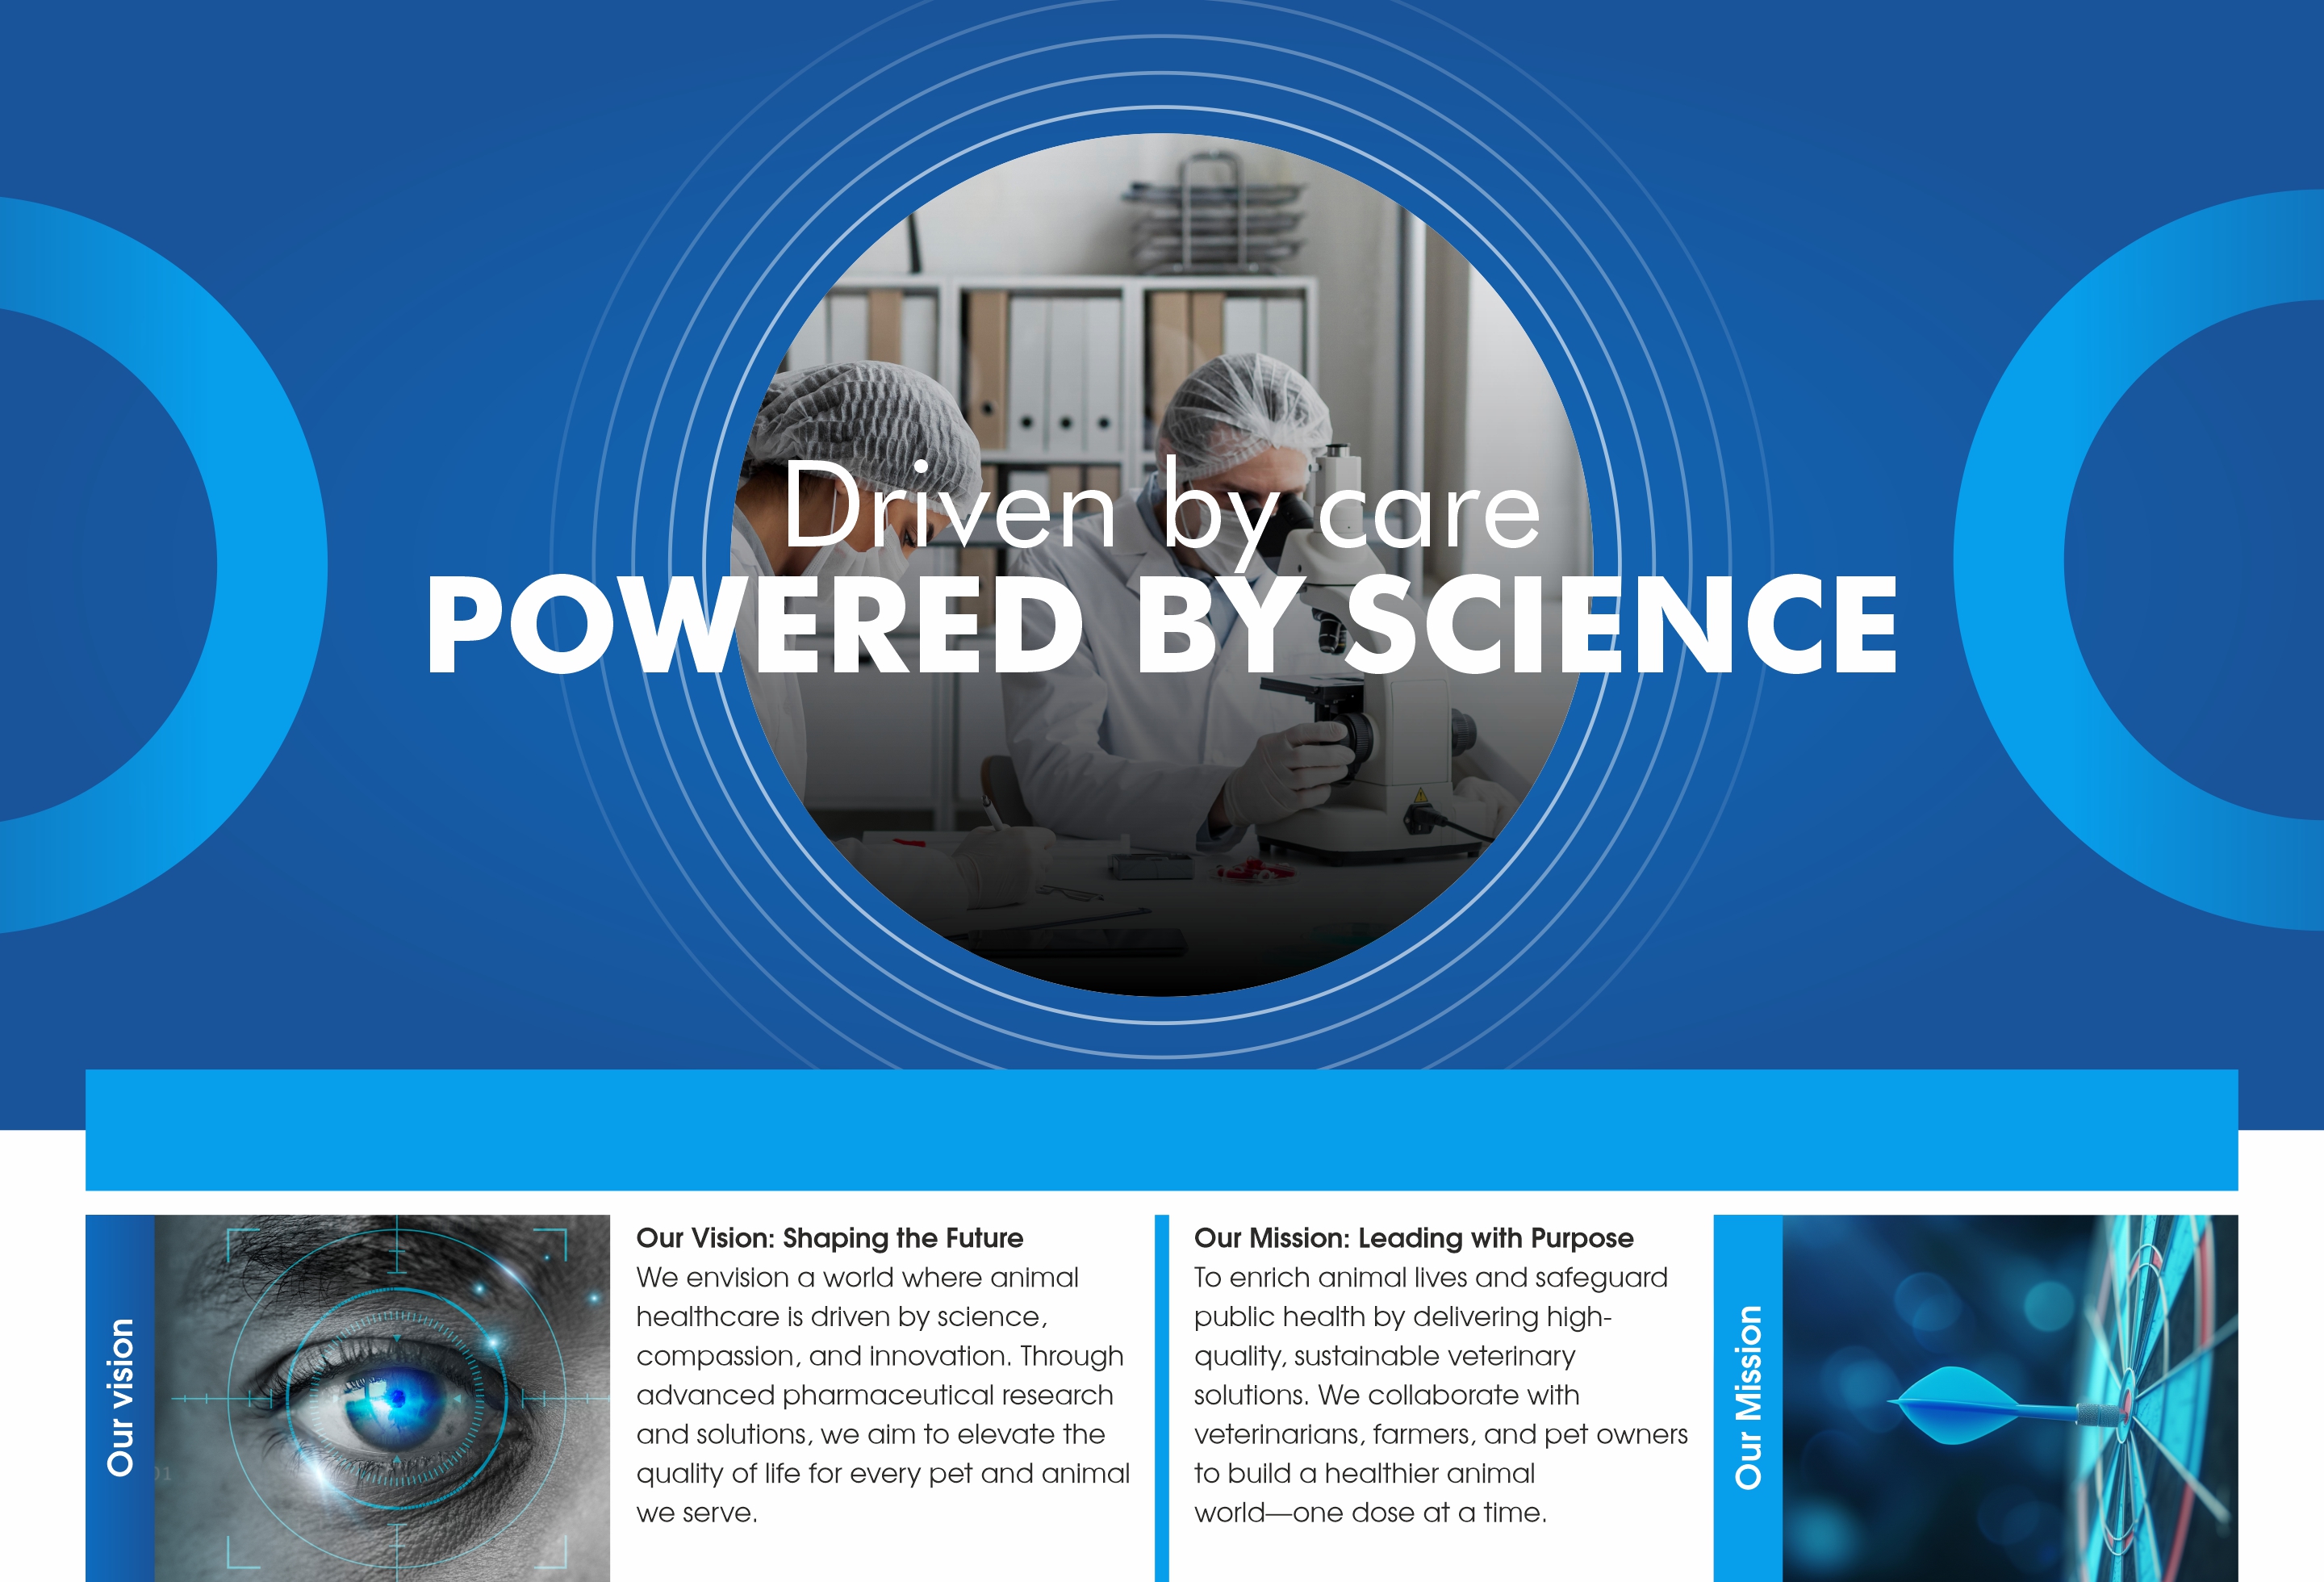 Driven by care
POWERED BY SCIENCE
Our vision
Our Vision: Shaping the Future
We envision a world where animal
healthcare is driven by science,
compassion, and innovation. Through
advanced pharmaceutical research
and solutions, we aim to elevate the
quality of life for every pet and animal
we serve.
Our Mission: Leading with Purpose
To enrich animal lives and safeguard
public health by delivering high-
quality, sustainable veterinary
solutions. We collaborate with
veterinarians, farmers, and pet owners
to build a healthier animal
world—one dose at a time.
Our Mission